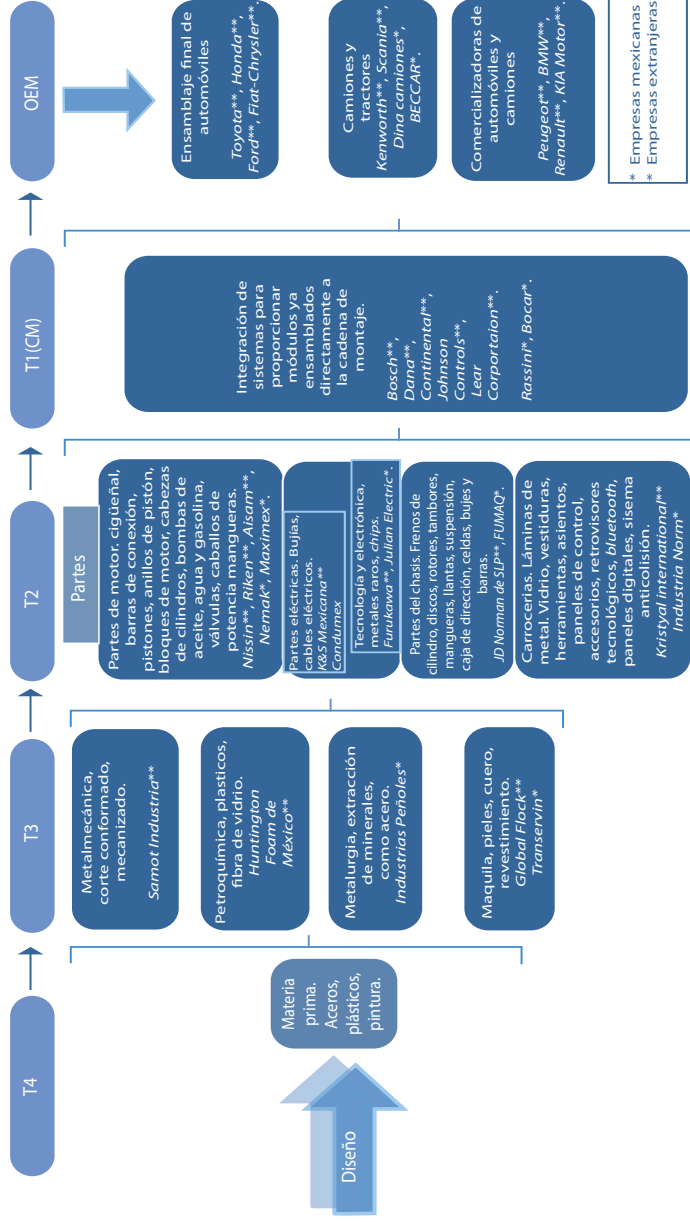 T4
T3
T2
T1 (CM)
OEM
Diseño
Materia
prima.
Aceros,
plásticos,
pintura.
Metalmecánica,
corte conformado,
mecanizado.
Samot Industria**
Petroquímica, plasticos,
fibra de vidrio.
Huntington
Foam de
México**
Metalurgia, extracción
de minerales,
como acero.
Industrias Peñoles*
Maquila, pieles, cuero,
revestimiento.
Global Flock**
Transervin*
Partes
Partes de motor. cigüeñal,
barras de conexión,
pistones, anillos de pistón,
bloques de motor, cabezas
de cilindros, bombas de
aceite, agua y gasolina,
válvulas, caballos de
potencia mangueras.
Nissin**, Riken**, Aisam**,
Nemak*, Maximex*.
Partes eléctricas. Bujías,
cables eléctricos.
K&S Mexicana**
Condumex
Tecnología y electrónica,
metales raros, chips.
Furukawa**, Julian Electric*.
Partes del chasis. Frenos de
cilindro, discos, rotores, tambores,
mangueras, llantas, suspensión,
caja de dirección, celdas, bujes y
barras.
JD Norman de SLP**, FUMAQ*.
Carrocerías. Láminas de
metal. Vidrio, vestiduras,
herramientas, asientos,
paneles de control,
accesorios, retrovisores
tecnológicos, bluetooth,
paneles digitales, sisema
anticolisión.
Kristyal international**
Industria Norm*
Integración de
sistemas para
proporcionar
módulos ya
ensamblados
directamente a
la cadena de
montaje.
Bosch**,
Dana**,
Continental**,
Johnson
Controls**,
Lear
Corportaion**.
Rassini*, Bocar*.
Ensamblaje final de
automóviles
Toyota**, Honda**,
Ford**, Fiat-Chrysler**.
Camiones y
tractores
Kenworth**, Scania**,
Dina camiones*,
BECCAR*.
Comercializadoras de
automóviles y
camiones
Peugeot**, BMW**,
Renault**, KIA Motor**.
* Empresas mexicanas
* Empresas extranjeras